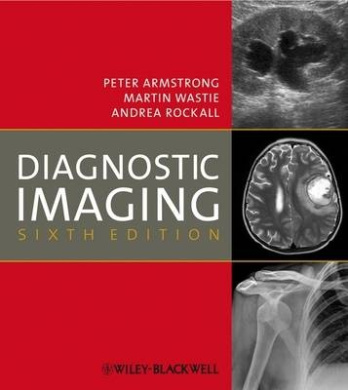 PETER ARMSTRONG
MARTIN WASTIE
ANDREA ROCKALL
DIAGNOSTIC
IMAGING
SIXTH EDITION
WILEY-BLACKWELL